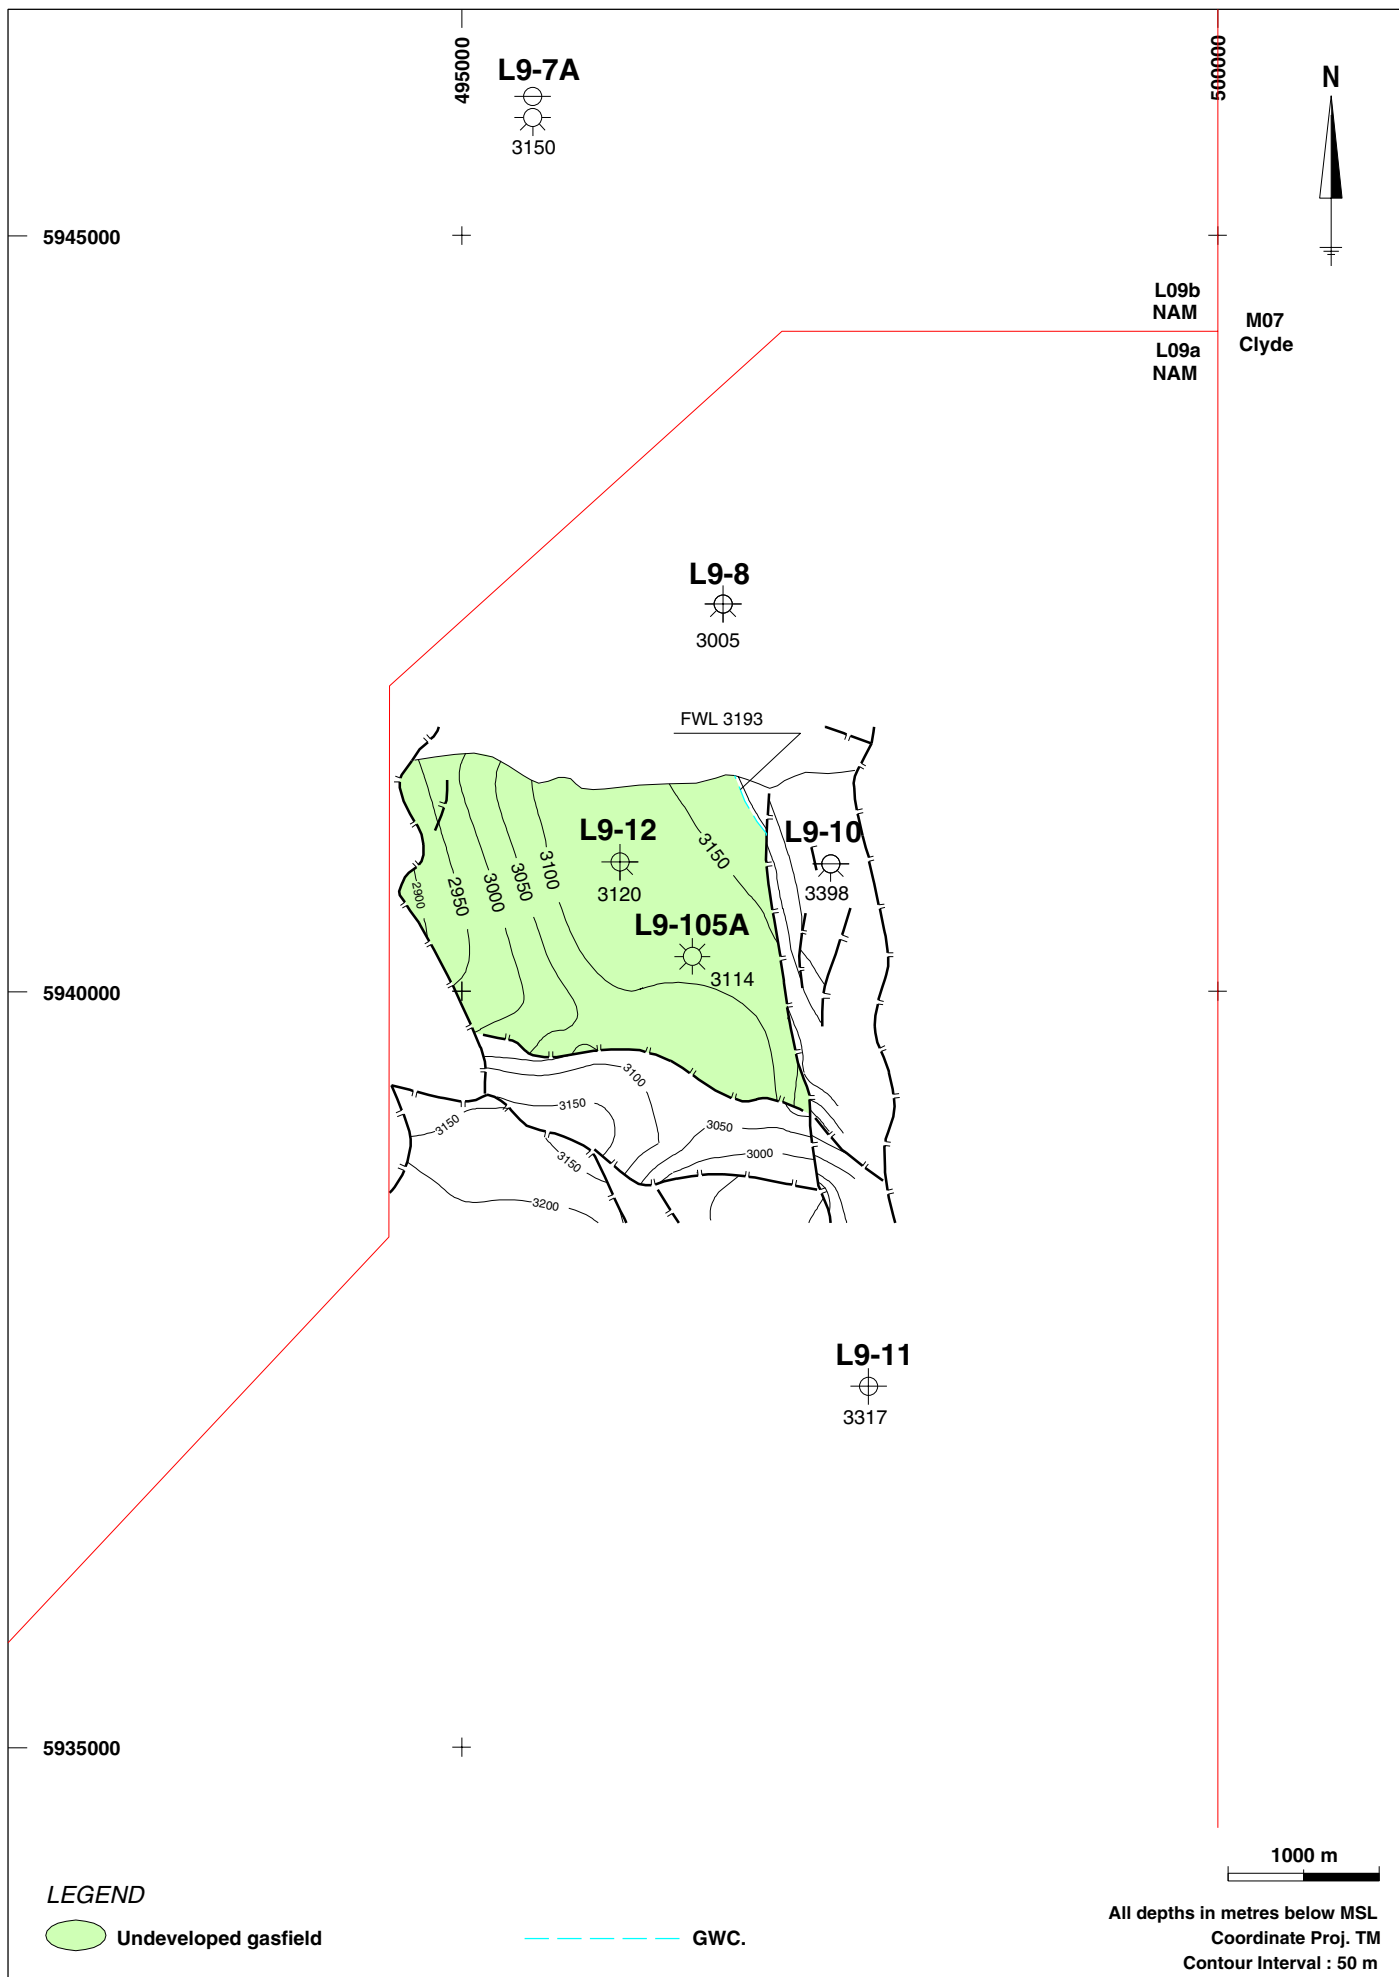 495000
500000
L9-7A
3150
N
5945000
L09b
NAM
M07
Clyde
L09a
NAM
L9-8
3005
FWL 3193
L9-12
3120
L9-10
3398
3150
3100
3050
3000
2950
2900
L9-105A
3114
5940000
3100
3150
3150
3050
3150
3000
3200
L9-11
3317
5935000
1000 m
LEGEND
Undeveloped gasfield
GWC.
All depths in metres below MSL
Coordinate Proj. TM
Contour Interval : 50 m